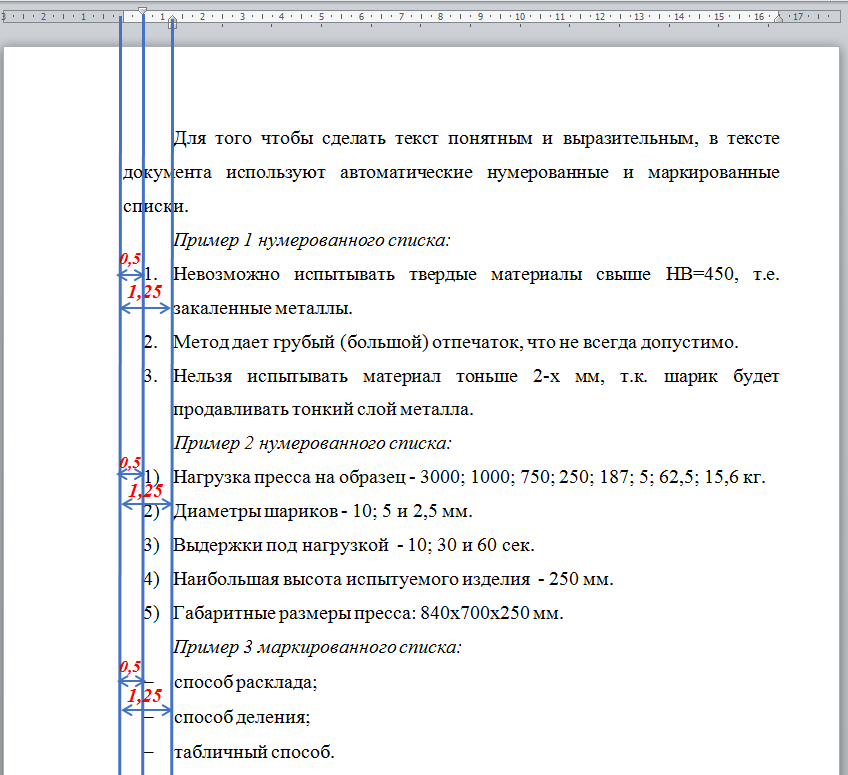 3 2 1 1 2 3 4 5 6 7 8 9 10 11 12 13 14 15 16 17
Для того чтобы сделать текст понятным и выразительным, в тексте
документа используют автоматические нумерованные и маркированные
списки.
Пример 1 нумерованного списка:
0,5
1. Невозможно испытывать твердые материалы свыше НВ=450, т.е.
1,25
закаленные металлы.
2. Метод дает грубый (большой) отпечаток, что не всегда допустимо.
3. Нельзя испытывать материал тоньше 2-х мм, т.к. шарик будет
продавливать тонкий слой металла.
Пример 2 нумерованного списка:
0,5
1) Нагрузка пресса на образец - 3000; 1000; 750; 250; 187; 5; 62,5; 15,6 кг.
1,25
2) Диаметры шариков - 10; 5 и 2,5 мм.
3) Выдержки под нагрузкой - 10; 30 и 60 сек.
4) Наибольшая высота испытуемого изделия - 250 мм.
5) Габаритные размеры пресса: 840х700х250 мм.
Пример 3 маркированного списка:
0,5
– способ расклада;
1,25
– способ деления;
– табличный способ.